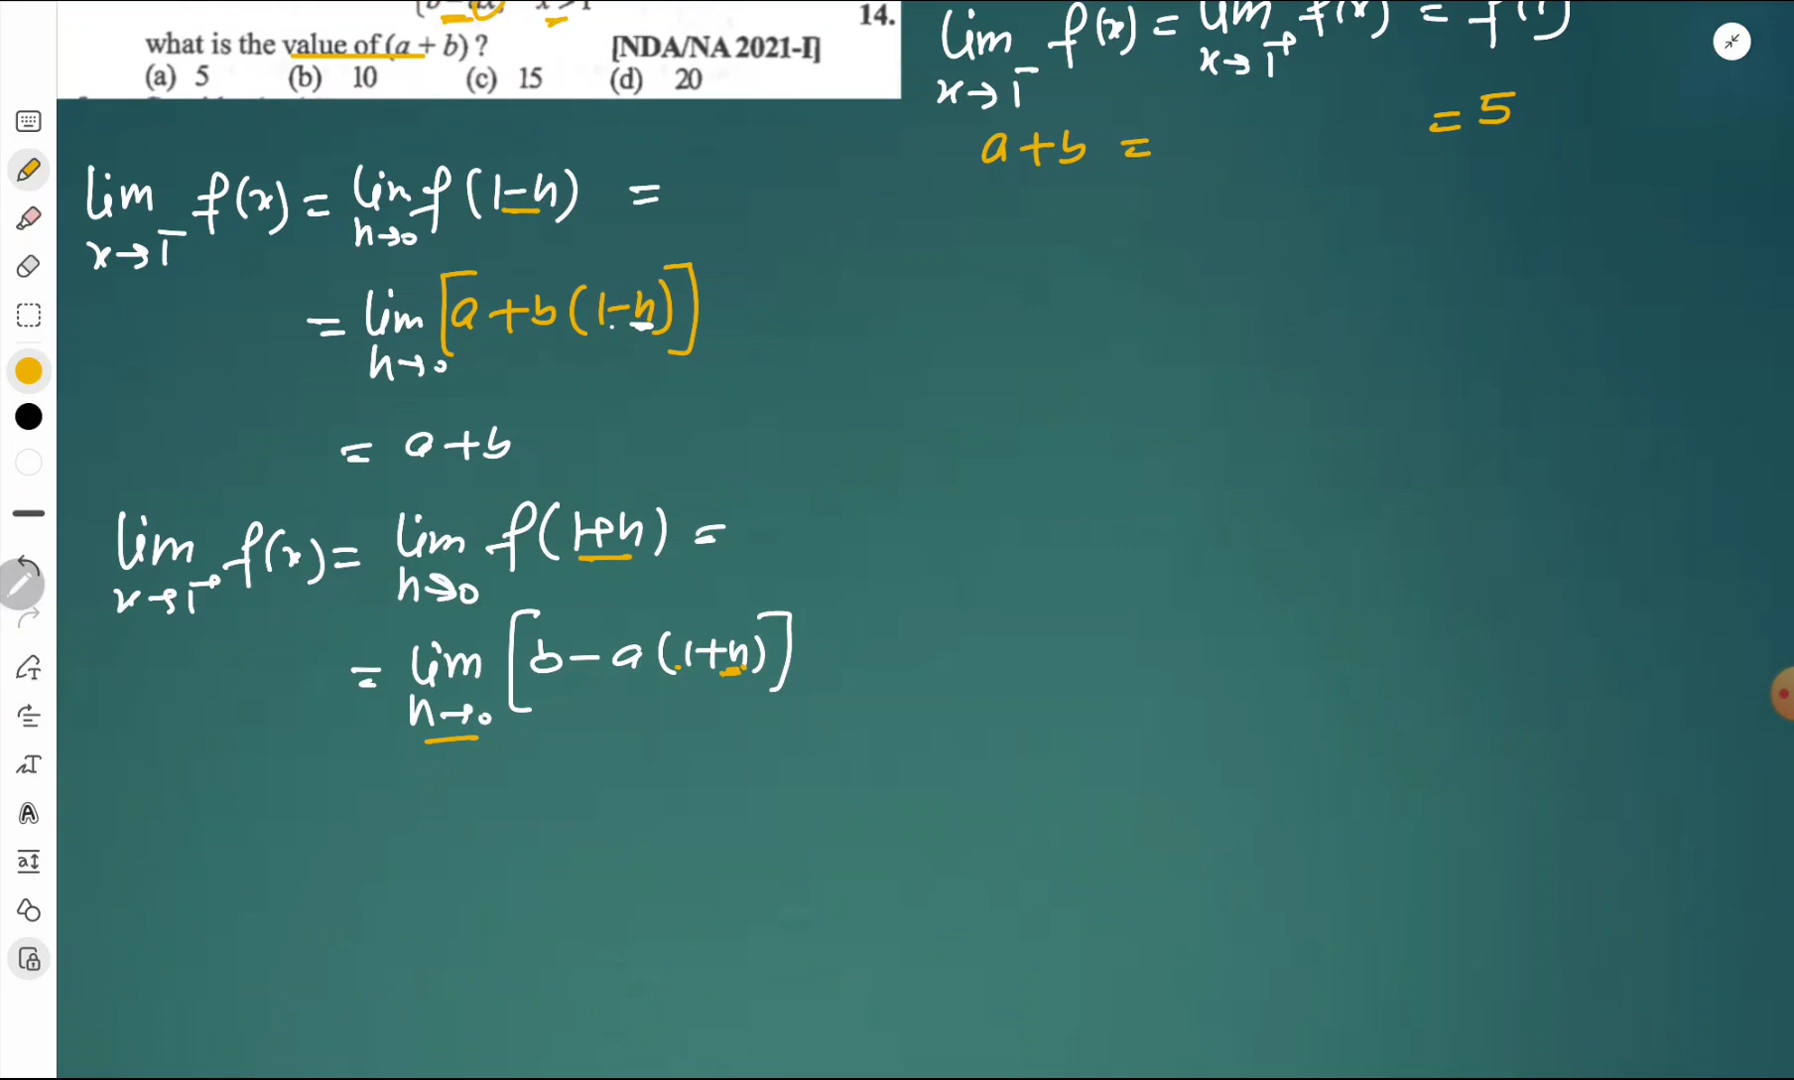 14.
what is the value of (a + b) ? [NDA/NA 2021-I]
(a) 5 (b) 10 (c) 15 (d) 20
lim f(x) = lim f(x) = f(1)
x→1⁻ x→1⁺
= 5
a+b =
lim f(x) = lim f(1-h) =
x→1⁻ h→0
= lim [a+b(1-h)]
h→0
= a+b
lim f(x) = lim f(1+h) =
x→1⁺ h→0
= lim [b-a(1+h)]
h→0